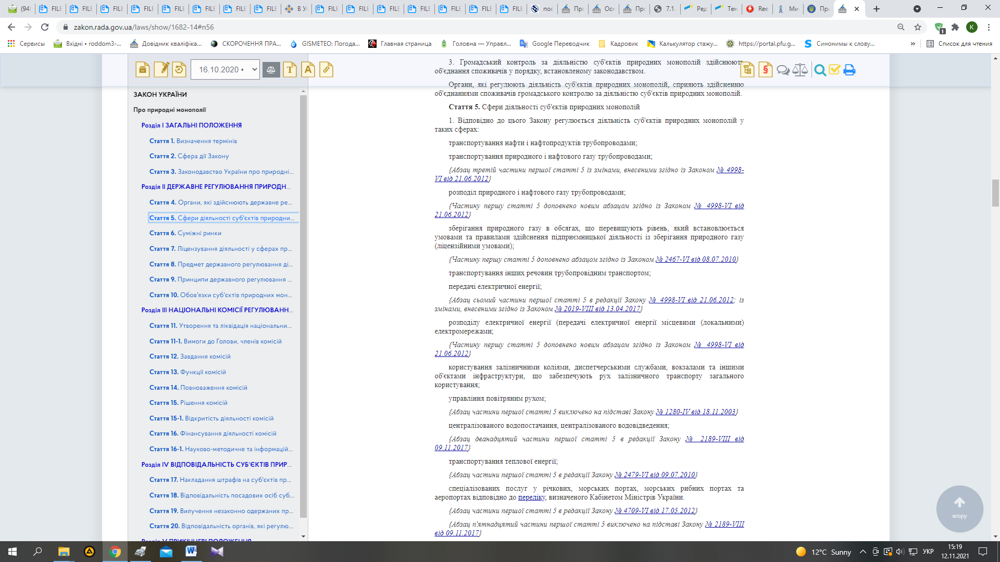 (94
FILE
FILE
FILE
FILE
FILE
FILE
FILE
FILE
В У
FILE
FILE
FILE
FILE
FILE
FILE
FILE
пос
Пр
Осн
Пр
7.1.
Ред
Тен
Ree
Ми
При
zakon.rada.gov.ua/laws/show/1682-14#n56
1
K
Сервисы
Вхідні • roddom3-...
Довідник кваліфіка...
СКОРОЧЕННЯ ПРА...
GISMETEO: Погода...
Главная страница
Головна — Управл...
Google Переводчик
Кадровик
Калькулятор стажу...
https://portal.pfu.g...
Синонимы к слову...
»
Список для чтения
16.10.2020 •
ЗАКОН УКРАЇНИ
Про природні монополії
Розділ I ЗАГАЛЬНІ ПОЛОЖЕННЯ
Стаття 1. Визначення термінів
Стаття 2. Сфера дії Закону
Стаття 3. Законодавство України про природні...
Розділ II ДЕРЖАВНЕ РЕГУЛЮВАННЯ ПРИРОДН...
Стаття 4. Органи, які здійснюють державне ре...
Стаття 5. Сфери діяльності суб'єктів природни...
Стаття 6. Суміжні ринки
Стаття 7. Ліцензування діяльності у сферах пр...
Стаття 8. Предмет державного регулювання ді...
Стаття 9. Принципи державного регулювання ...
Стаття 10. Обов'язки суб'єктів природних мон...
Розділ III НАЦІОНАЛЬНІ КОМІСІЇ РЕГУЛЮВАНН...
Стаття 11. Утворення та ліквідація національни...
Стаття 11-1. Вимоги до Голови, членів комісій
Стаття 12. Завдання комісій
Стаття 13. Функції комісій
Стаття 14. Повноваження комісій
Стаття 15. Рішення комісій
Стаття 15-1. Відкритість діяльності комісій
Стаття 16. Фінансування діяльності комісій
Стаття 16-1. Науково-методичне та інформацій...
Розділ IV ВІДПОВІДАЛЬНІСТЬ СУБ'ЄКТІВ ПРИР...
Стаття 17. Накладання штрафів на суб'єктів пр...
Стаття 18. Відповідальність посадових осіб суб...
Стаття 19. Вилучення незаконно одержаних пр...
Стаття 20. Відповідальність органів, які регулю...
Розділ V ПРИКІНЦЕВІ ПОЛОЖЕННЯ
3. Громадський контроль за діяльністю суб'єктів природних монополій здійснюють
об'єднання споживачів у порядку, встановленому законодавством.
Органи, які регулюють діяльність суб'єктів природних монополій, сприяють здійсненню
об'єднаннями споживачів громадського контролю за діяльністю суб'єктів природних монополій.
Стаття 5. Сфери діяльності суб'єктів природних монополій
1. Відповідно до цього Закону регулюється діяльність суб'єктів природних монополій у
таких сферах:
транспортування нафти і нафтопродуктів трубопроводами;
транспортування природного і нафтового газу трубопроводами;
{Абзац третій частини першої статті 5 із змінами, внесеними згідно із Законом № 4998-
VI від 21.06.2012}
розподіл природного і нафтового газу трубопроводами;
{Частину першу статті 5 доповнено новим абзацом згідно із Законом № 4998-VI від
21.06.2012}
зберігання природного газу в обсягах, що перевищують рівень, який встановлюється
умовами та правилами здійснення підприємницької діяльності із зберігання природного газу
(ліцензійними умовами);
{Частину першу статті 5 доповнено абзацом згідно із Законом № 2467-VI від 08.07.2010}
транспортування інших речовин трубопровідним транспортом;
передачі електричної енергії;
{Абзац сьомий частини першої статті 5 в редакції Закону № 4998-VI від 21.06.2012; із
змінами, внесеними згідно із Законом № 2019-VIII від 13.04.2017}
розподілу електричної енергії (передачі електричної енергії місцевими (локальними)
електромережами;
{Частину першу статті 5 доповнено новим абзацом згідно із Законом № 4998-VI від
21.06.2012}
користування залізничними коліями, диспетчерськими службами, вокзалами та іншими
об'єктами інфраструктури, що забезпечують рух залізничного транспорту загального
користування;
управління повітряним рухом;
{Абзац частини першої статті 5 виключено на підставі Закону № 1280-IV від 18.11.2003}
централізованого водопостачання, централізованого водовідведення;
{Абзац дванадцятий частини першої статті 5 в редакції Закону № 2189-VIII від
09.11.2017}
транспортування теплової енергії;
{Абзац частини першої статті 5 в редакції Закону № 2479-VI від 09.07.2010}
спеціалізованих послуг у річкових, морських портах, морських рибних портах та
аеропортах відповідно до переліку, визначеного Кабінетом Міністрів України.
{Абзац частини першої статті 5 в редакції Закону № 4709-VI від 17.05.2012}
{Абзац п'ятнадцятий частини першої статті 5 виключено на підставі Закону № 2189-VIII
від 09.11.2017}
вгору
12°C Sunny
УКР
15:19
12.11.2021